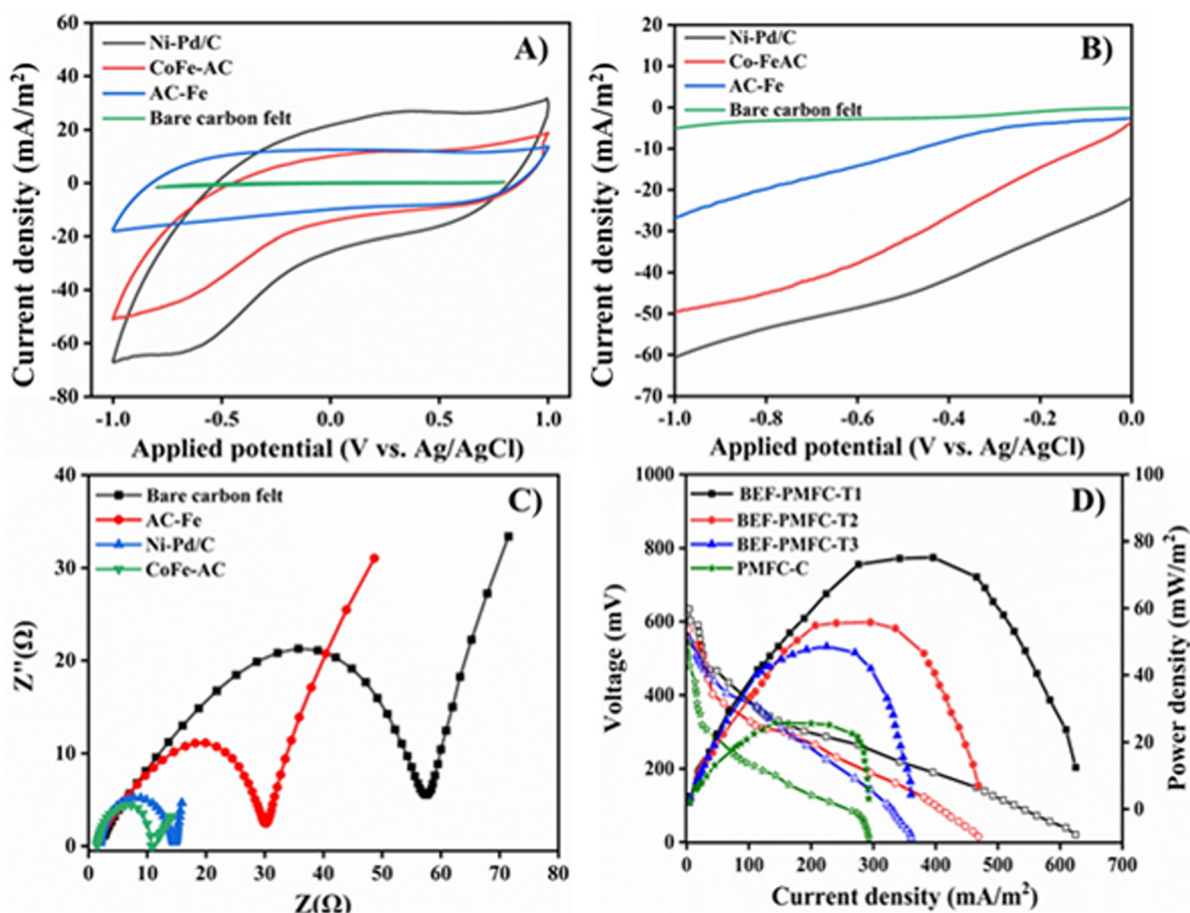 A)
Ni-Pd/C
CoFe-AC
AC-Fe
Bare carbon felt
Current density (mA/m²)
60
40
20
0
-20
-40
-60
-80
-1.0
-0.5
0.0
0.5
1.0
Applied potential (V vs. Ag/AgCl)
B)
Ni-Pd/C
Co-FeAC
AC-Fe
Bare carbon felt
Current density (mA/m²)
20
10
0
-10
-20
-30
-40
-50
-60
-70
-1.0
-0.8
-0.6
-0.4
-0.2
0.0
Applied potential (V vs. Ag/AgCl)
C)
Bare carbon felt
AC-Fe
Ni-Pd/C
CoFe-AC
Z''(Ω)
40
30
20
10
0
0
10
20
30
40
50
60
70
80
Z(Ω)
D)
BEF-PMFC-T1
BEF-PMFC-T2
BEF-PMFC-T3
PMFC-C
Voltage (mV)
1000
800
600
400
200
0
0
100
200
300
400
500
600
700
Current density (mA/m²)
100
80
60
40
20
0
Power density (mW/m²)